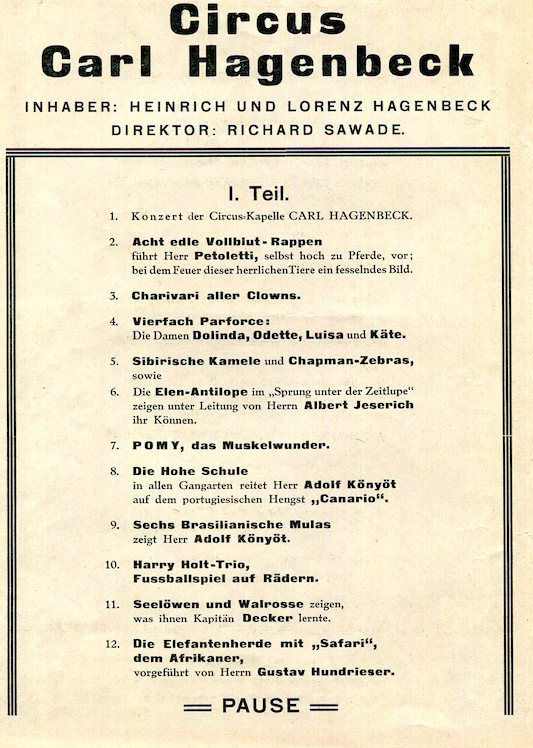 Circus
Carl Hagenbeck
INHABER: HEINRICH UND LORENZ HAGENBECK
DIREKTOR: RICHARD SAWADE.
I. Teil.
1. Konzert der Circus-Kapelle CARL HAGENBECK.
2. Acht edle Vollblut-Rappen
führt Herr Petoletti, selbst hoch zu Pferde, vor;
bei dem Feuer dieser herrlichen Tiere ein fesselndes Bild.
3. Charivari aller Clowns.
4. Vierfach Parforce:
Die Damen Dolinda, Odette, Luisa und Käte.
5. Sibirische Kamele und Chapman-Zebras,
sowie
6. Die Elen-Antilope im „Sprung unter der Zeitlupe“
zeigen unter Leitung von Herrn Albert Jeserich
ihr Können.
7. POMY, das Muskelwunder.
8. Die Hohe Schule
in allen Gangarten reitet Herr Adolf Könyöt
auf dem portugiesischen Hengst „Canario“.
9. Sechs Brasilianische Mulas
zeigt Herr Adolf Könyöt.
10. Harry Holt-Trio,
Fussballspiel auf Rädern.
11. Seelöwen und Walrosse zeigen,
was ihnen Kapitän Decker lernte.
12. Die Elefantenherde mit „Safari“,
dem Afrikaner,
vorgeführt von Herrn Gustav Hundrieser.
PAUSE